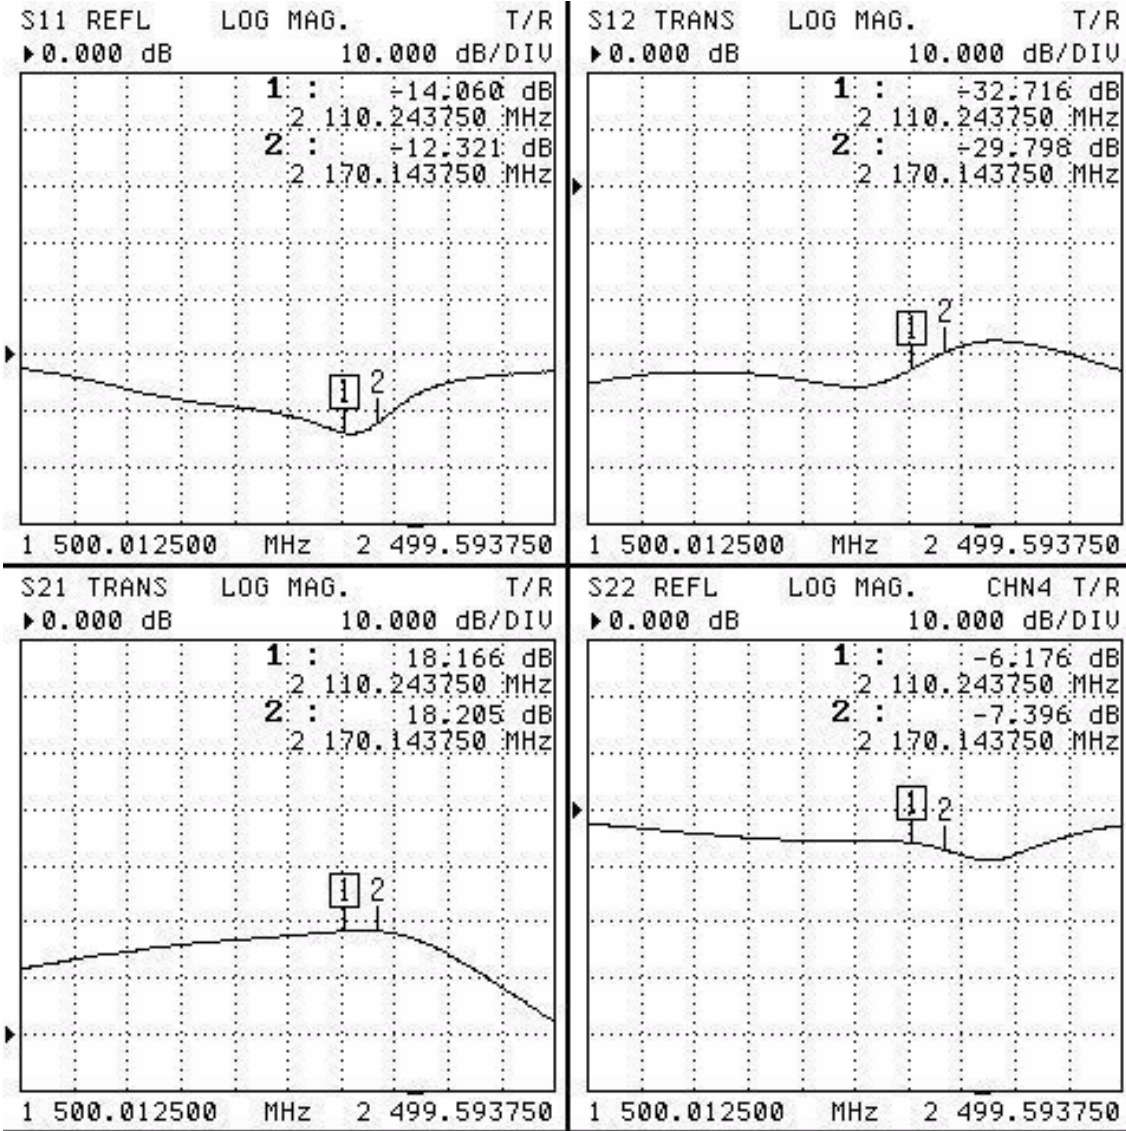 S11 REFL LOG MAG. T/R
▶0.000 dB 10.000 dB/DIV
1 : -14.060 dB
2 110.243750 MHz
2 : -12.321 dB
2 170.143750 MHz
1
2
1 500.012500 MHz 2 499.593750
S12 TRANS LOG MAG. T/R
▶0.000 dB 10.000 dB/DIV
1 : -32.716 dB
2 110.243750 MHz
2 : -29.798 dB
2 170.143750 MHz
1
2
1 500.012500 MHz 2 499.593750
S21 TRANS LOG MAG. T/R
▶0.000 dB 10.000 dB/DIV
1 : 18.166 dB
2 110.243750 MHz
2 : 18.205 dB
2 170.143750 MHz
1
2
1 500.012500 MHz 2 499.593750
S22 REFL LOG MAG. CHN4 T/R
▶0.000 dB 10.000 dB/DIV
1 : -6.176 dB
2 110.243750 MHz
2 : -7.396 dB
2 170.143750 MHz
1
2
1 500.012500 MHz 2 499.593750